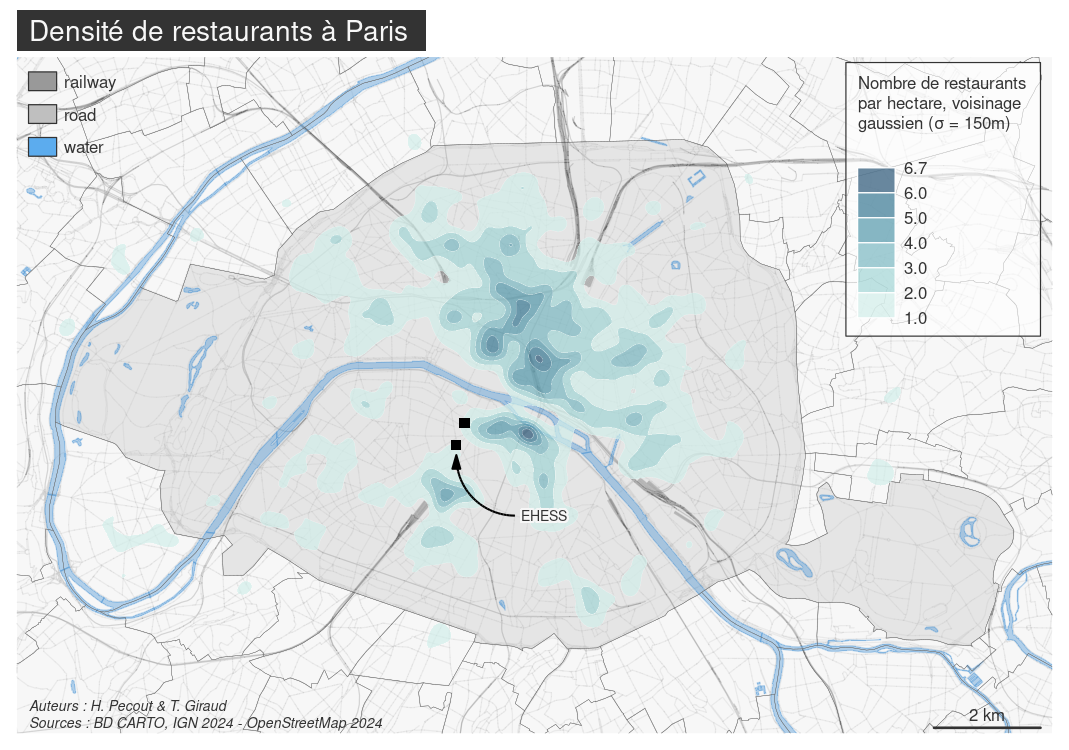 Densité de restaurants à Paris
railway
road
water
Nombre de restaurants
par hectare, voisinage
gaussien (σ = 150m)
6.7
6.0
5.0
4.0
3.0
2.0
1.0
EHESS
Auteurs : H. Pecout & T. Giraud
Sources : BD CARTO, IGN 2024 - OpenStreetMap 2024
2 km